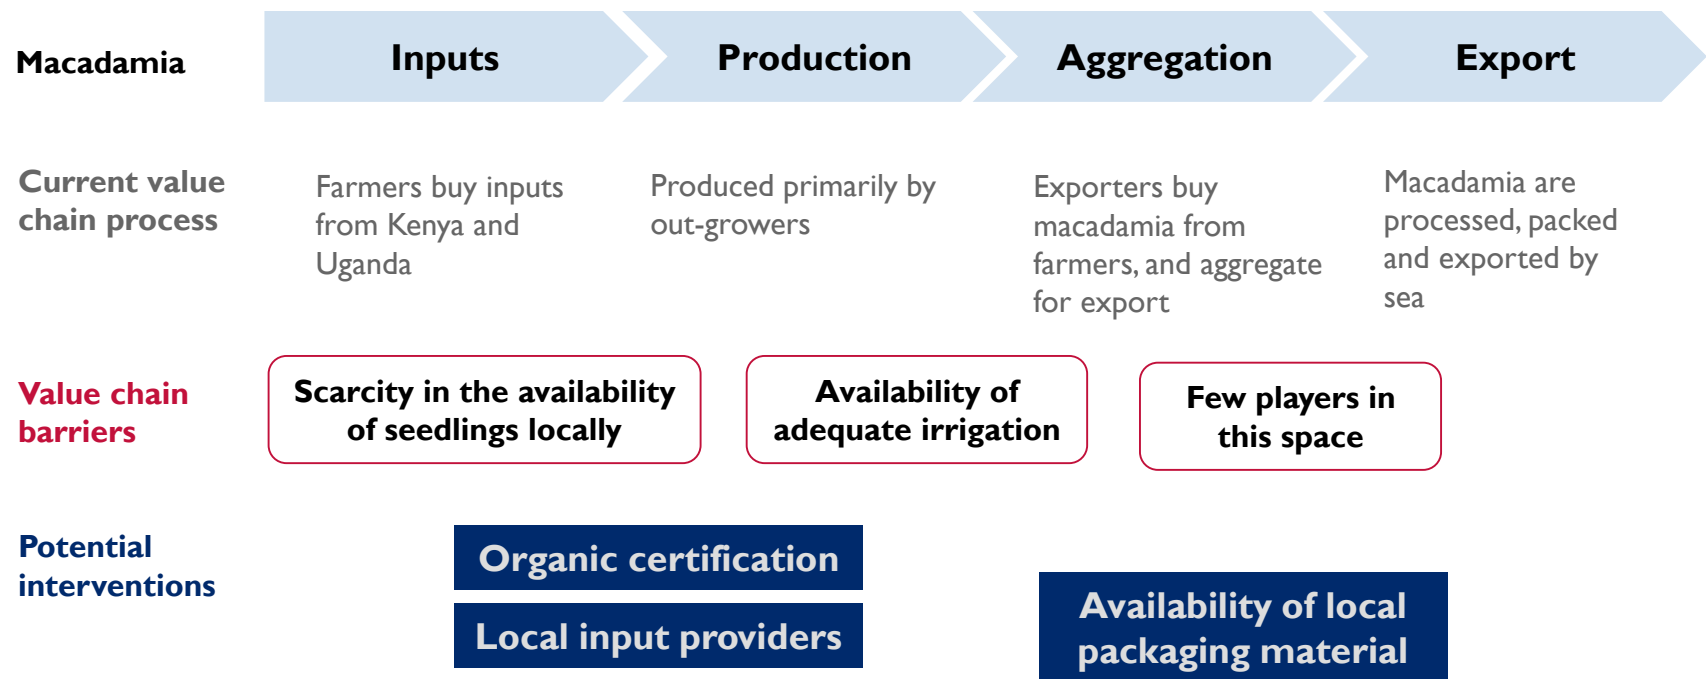 Macadamia
Inputs
Production
Aggregation
Export
Current value
chain process
Farmers buy inputs
from Kenya and
Uganda
Produced primarily by
out-growers
Exporters buy
macadamia from
farmers, and aggregate
for export
Macadamia are
processed, packed
and exported by
sea
Value chain
barriers
Scarcity in the availability
of seedlings locally
Availability of
adequate irrigation
Few players in
this space
Potential
interventions
Organic certification
Local input providers
Availability of local
packaging material